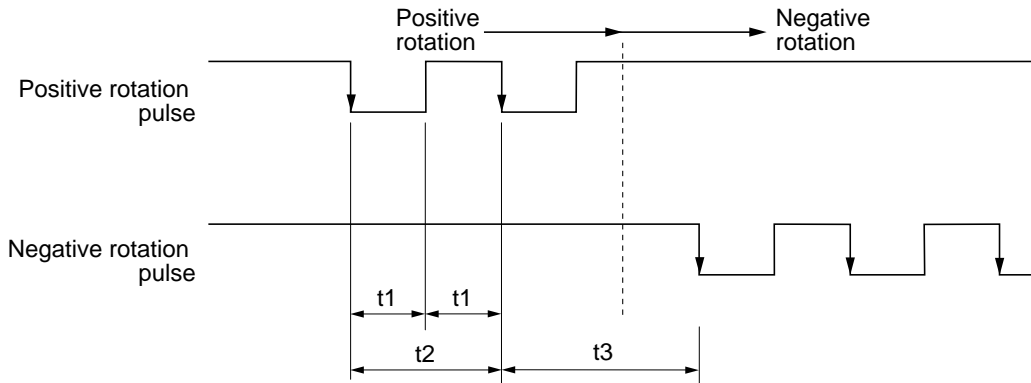 Positive
rotation
Negative
rotation
Positive rotation
pulse
Negative rotation
pulse
t1
t1
t2
t3